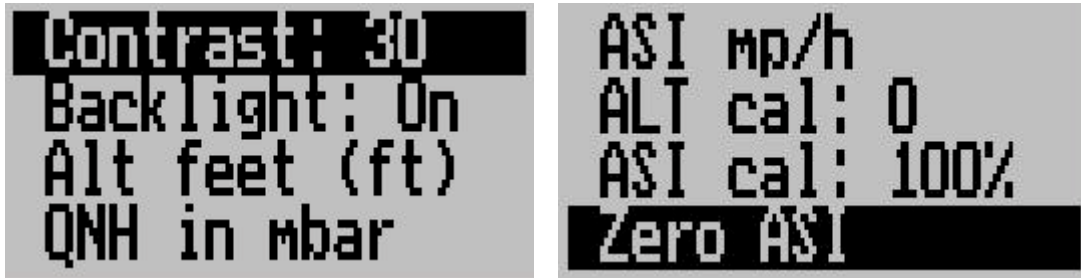 Contrast: 30
Backlight: On
Alt feet (ft)
QNH in mbar
ASI mp/h
ALT cal: 0
ASI cal: 100%
Zero ASI